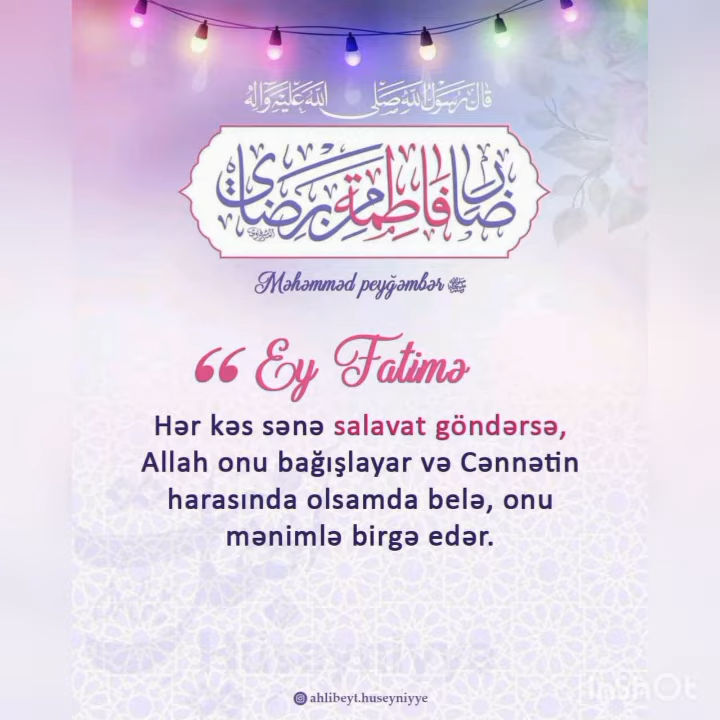 قال رسول الله صلى الله عليه وآله
رضا فاطمة من رضاي
Məhəmməd peyğəmbər ﷺ
“ Ey Fatimə
Hər kəs sənə salavat göndərsə,
Allah onu bağışlayar və Cənnətin
harasında olsamda belə, onu
mənimlə birgə edər.
ahlibeyt.huseyniyye
InShOt